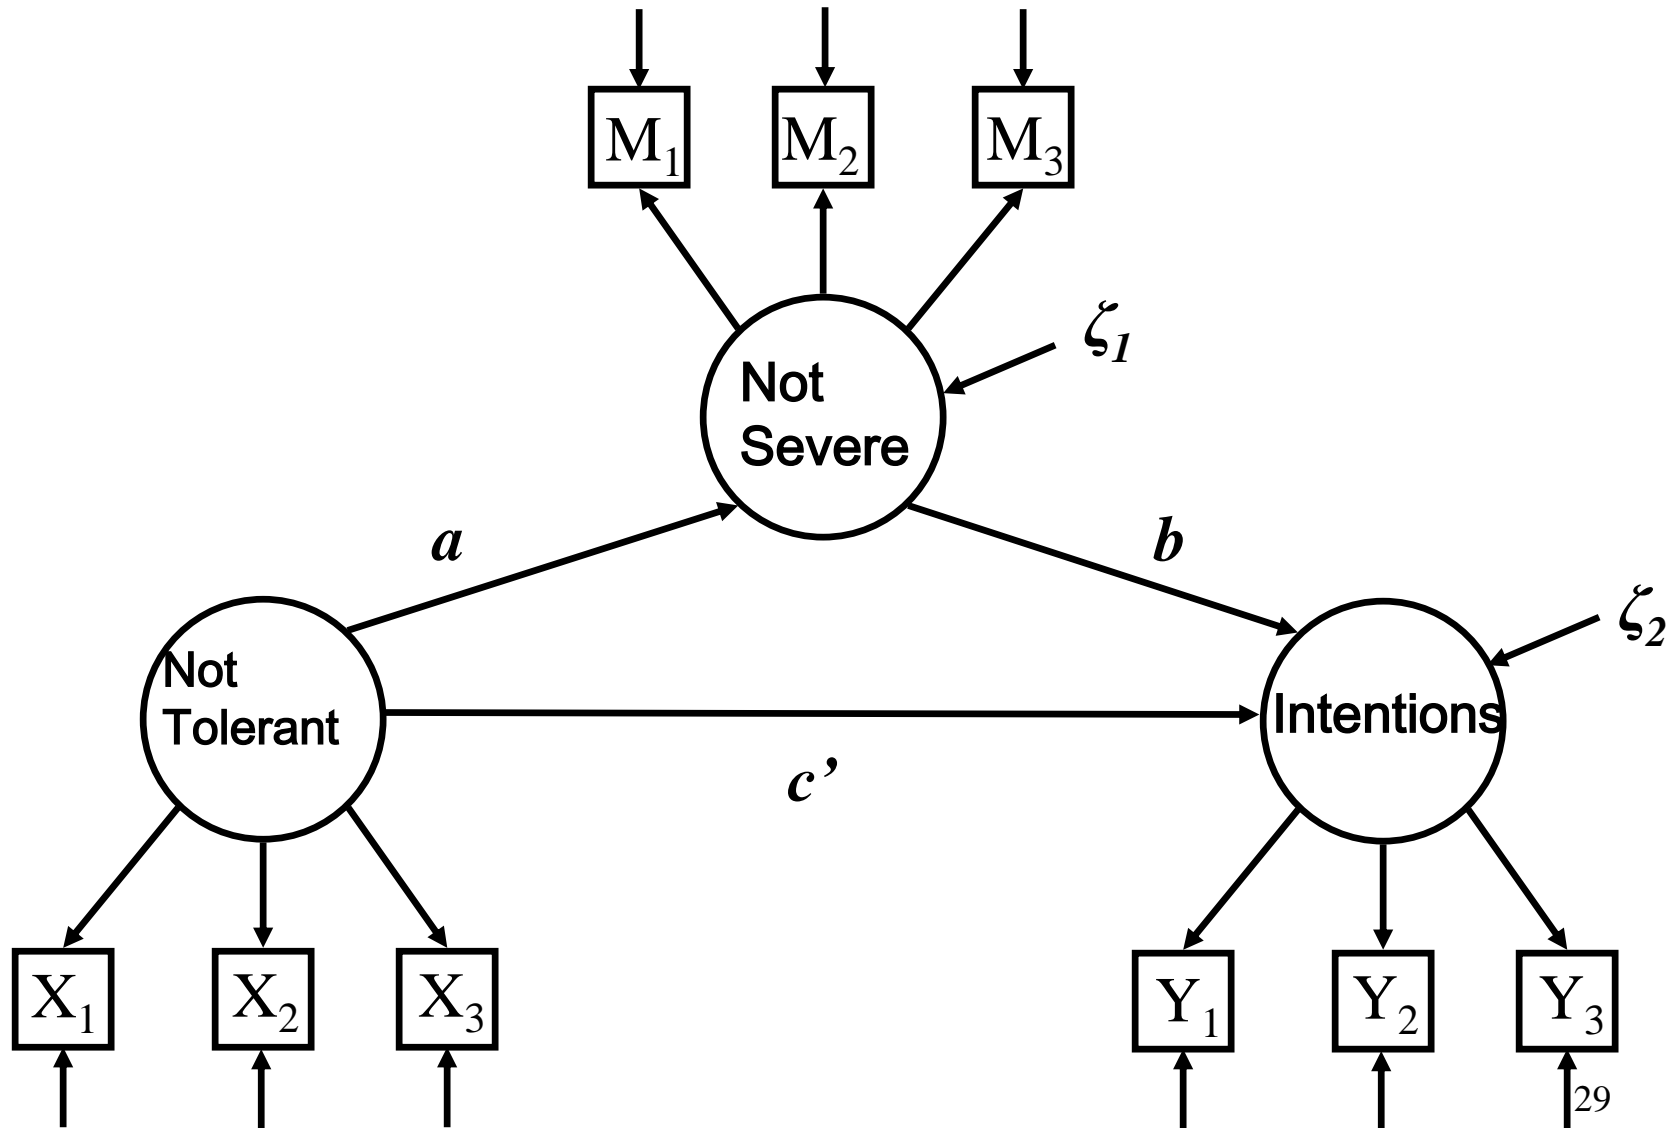 M₁ M₂ M₃
ζ₁
Not
Severe
a
b
ζ₂
Not
Tolerant
Intentions
c’
X₁ X₂ X₃
Y₁ Y₂ Y₃
29